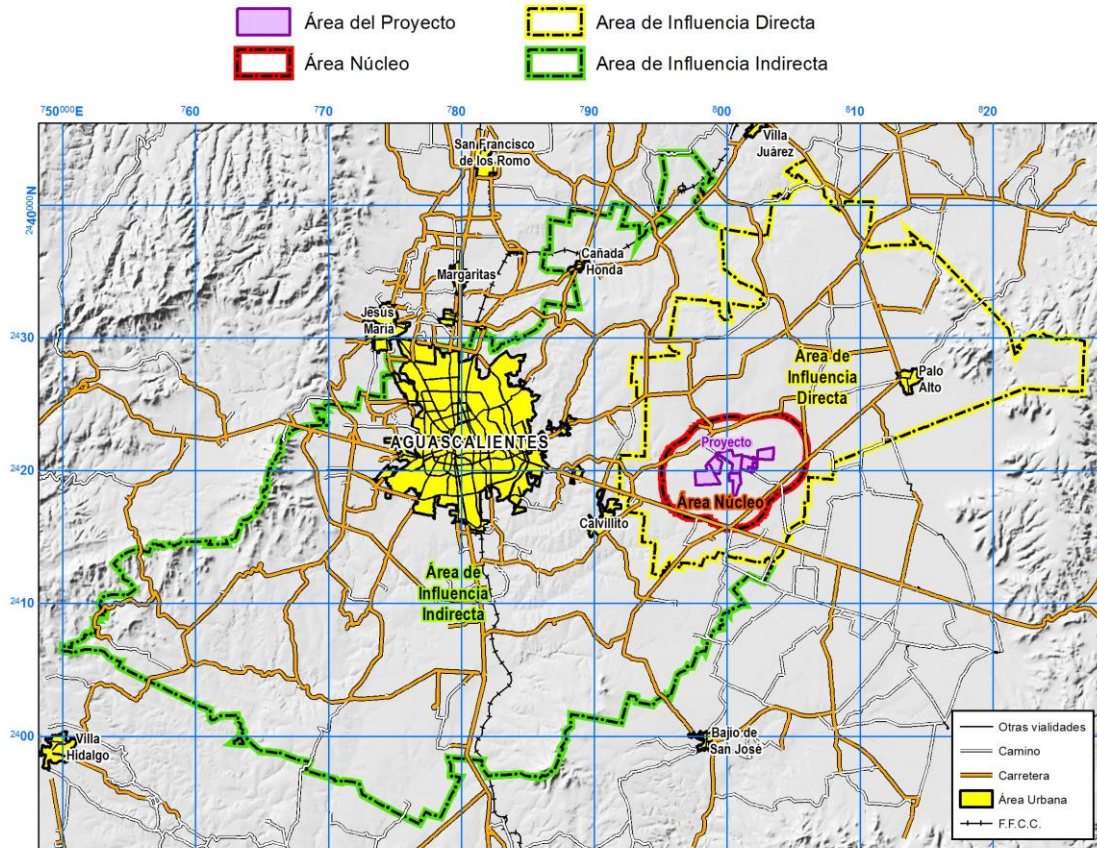 Área del Proyecto
Área Núcleo
Area de Influencia Directa
Area de Influencia Indirecta
750000E
760
770
780
790
800
810
820
San Francisco
de los Romo
Villa
Juárez
2440000N
Cañada
Honda
Margaritas
Jesús
María
2430
Área de
Influencia
Directa
Palo
Alto
AGUASCALIENTES
Proyecto
2420
Área Núcleo
Calvillito
Área de
Influencia
Indirecta
2410
2400
Villa
Hidalgo
Bajío de
San José
Otras vialidades
Camino
Carretera
Área Urbana
F.F.C.C.